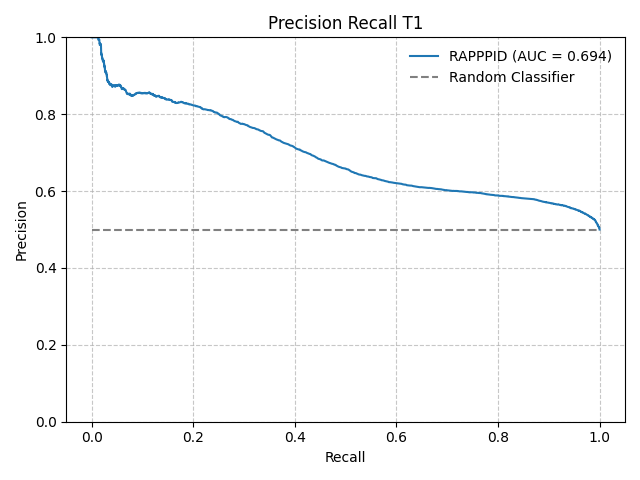 Precision Recall T1
RAPPPID (AUC = 0.694)
Random Classifier
Precision
1.0
0.8
0.6
0.4
0.2
0.0
0.0 0.2 0.4 0.6 0.8 1.0
Recall